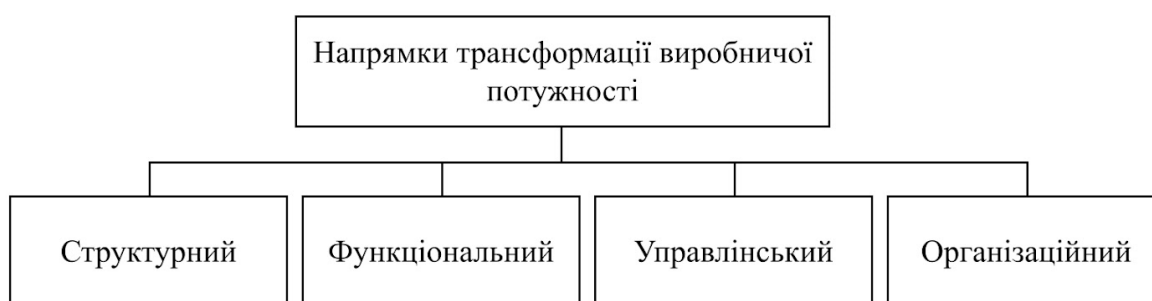 Напрямки трансформації виробничої
потужності
Структурний
Функціональний
Управлінський
Організаційний